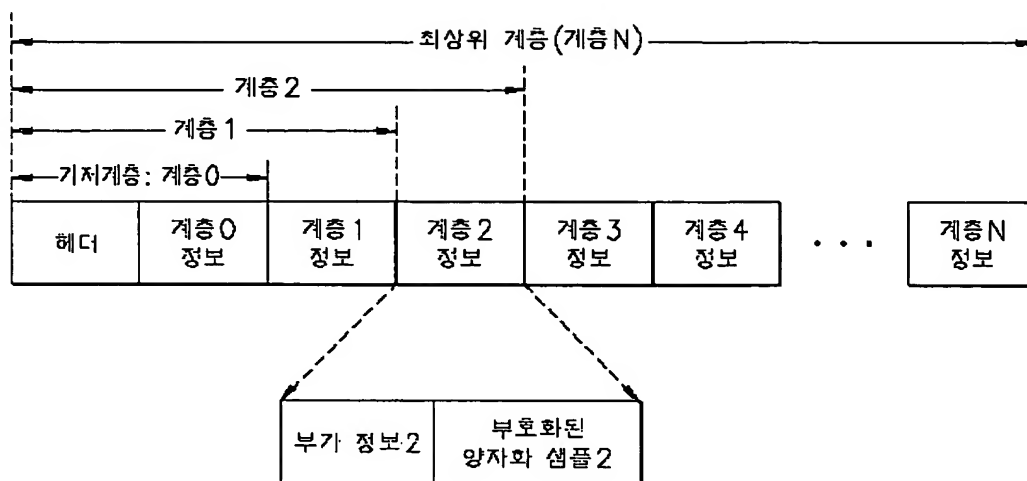 최상위 계층(계층N)
계층2
계층1
기저계층: 계층0
헤더
계층0
정보
계층1
정보
계층2
정보
계층3
정보
계층4
정보
· · ·
계층N
정보
부가 정보2
부호화된
양자화 샘플2